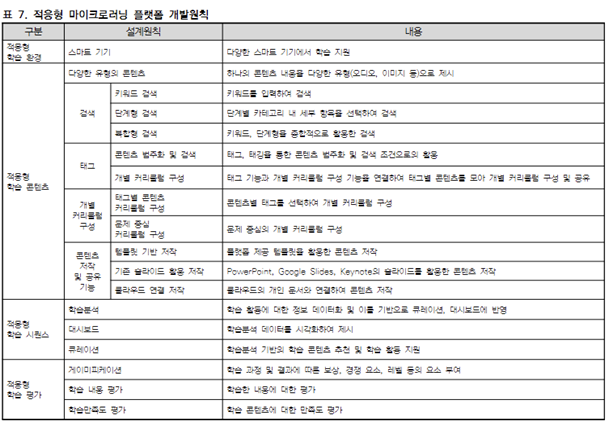 표 7. 적응형 마이크로러닝 플랫폼 개발원칙
구분 설계원칙 내용
적응형
학습 환경
스마트 기기 다양한 스마트 기기에서 학습 지원
적응형
학습 콘텐츠
다양한 유형의 콘텐츠 하나의 콘텐츠 내용을 다양한 유형(오디오, 이미지 등)으로 제시
검색
키워드 검색 키워드를 입력하여 검색
단계형 검색 단계별 카테고리 내 세부 항목을 선택하여 검색
복합형 검색 키워드, 단계형을 종합적으로 활용한 검색
태그
콘텐츠 범주화 및 검색 태그, 태깅을 통한 콘텐츠 범주화 및 검색 조건으로의 활용
개별 커리큘럼 구성 태그 기능과 개별 커리큘럼 구성 기능을 연결하여 태그별 콘텐츠를 모아 개별 커리큘럼 구성 및 공유
개별
커리큘럼
구성
태그별 콘텐츠
커리큘럼 구성
콘텐츠별 태그를 선택하여 개별 커리큘럼 구성
문제 중심
커리큘럼 구성
문제 중심의 개별 커리큘럼 구성
콘텐츠
저작
및 공유
기능
템플릿 기반 저작 플랫폼 제공 템플릿을 활용한 콘텐츠 저작
기존 슬라이드 활용 저작 PowerPoint, Google Slides, Keynote의 슬라이드를 활용한 콘텐츠 저작
클라우드 연결 저작 클라우드의 개인 문서와 연결하여 콘텐츠 저작
적응형
학습 시퀀스
학습분석 학습 활동에 대한 정보 데이터화 및 이를 기반으로 큐레이션, 대시보드에 반영
대시보드 학습분석 데이터를 시각화하여 제시
큐레이션 학습분석 기반의 학습 콘텐츠 추천 및 학습 활동 지원
적응형
학습 평가
게이미피케이션 학습 과정 및 결과에 따른 보상, 경쟁 요소, 레벨 등의 요소 부여
학습 내용 평가 학습한 내용에 대한 평가
학습만족도 평가 학습 콘텐츠에 대한 만족도 평가